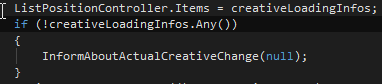 ListPositionController.Items = creativeLoadingInfos;
if (!creativeLoadingInfos.Any())
{
    InformAboutActualCreativeChange(null);
}